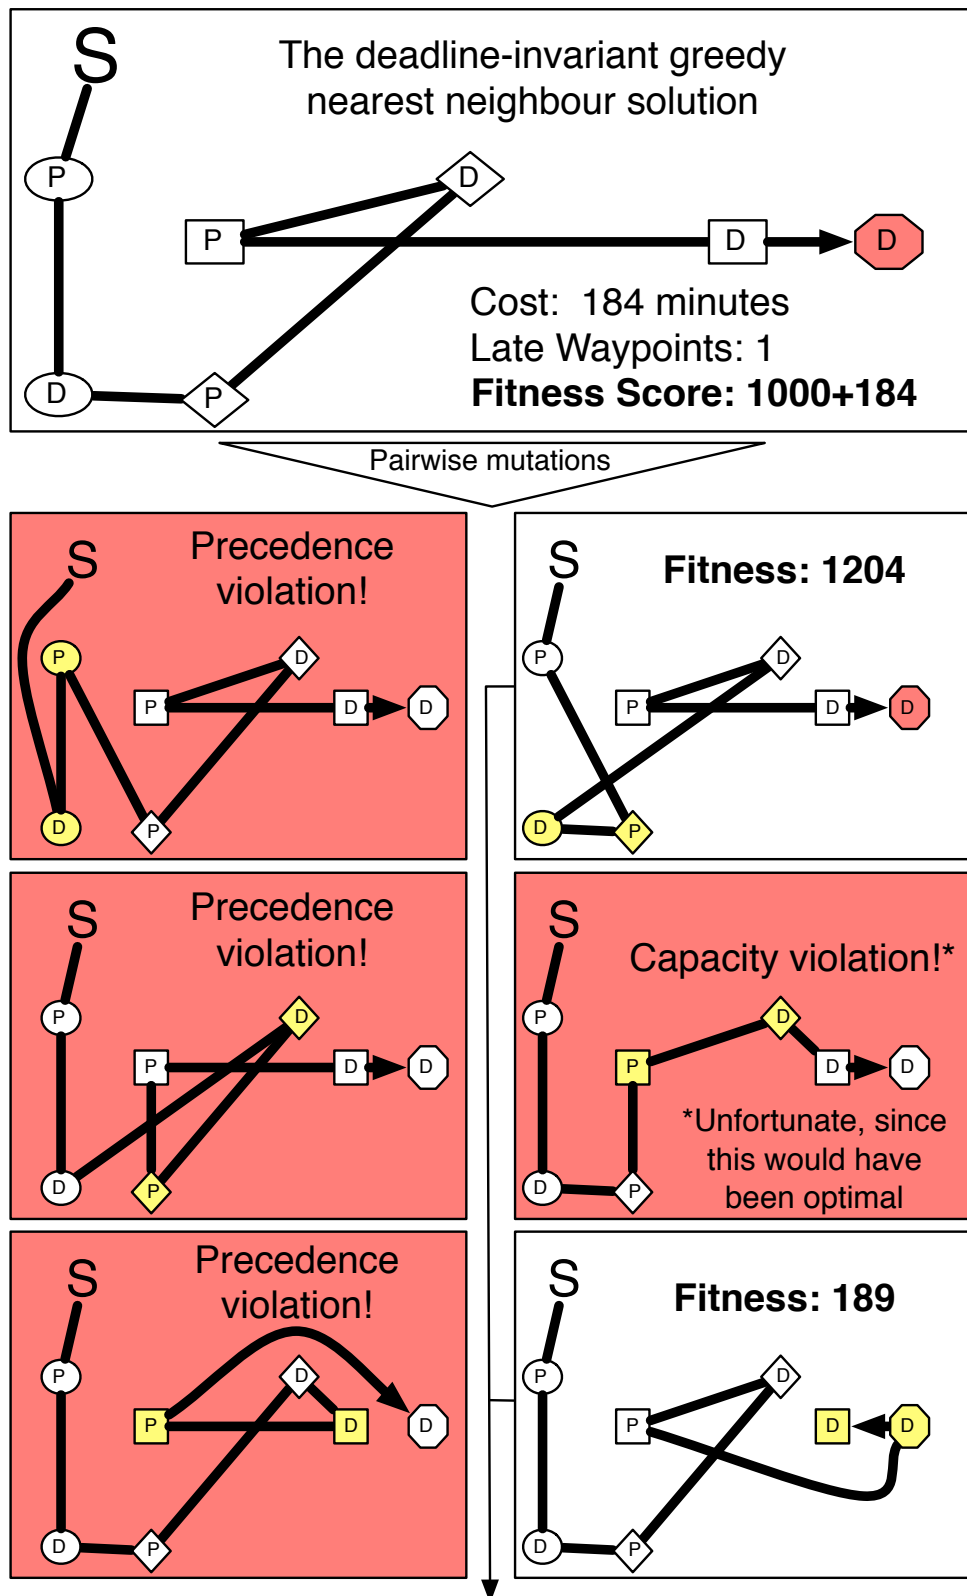 S
The deadline-invariant greedy
nearest neighbour solution
P
D
P
D
D
Cost: 184 minutes
Late Waypoints: 1
Fitness Score: 1000+184
D
P
Pairwise mutations
S
Precedence
violation!
P
D
P
D
D
D
P
S
Fitness: 1204
P
D
P
D
D
D
P
S
Precedence
violation!
P
D
P
D
D
D
P
S
Capacity violation!*
P
D
P
D
D
*Unfortunate, since
this would have
been optimal
D
P
S
Precedence
violation!
P
D
P
D
D
D
P
S
Fitness: 189
P
D
P
D
D
D
P